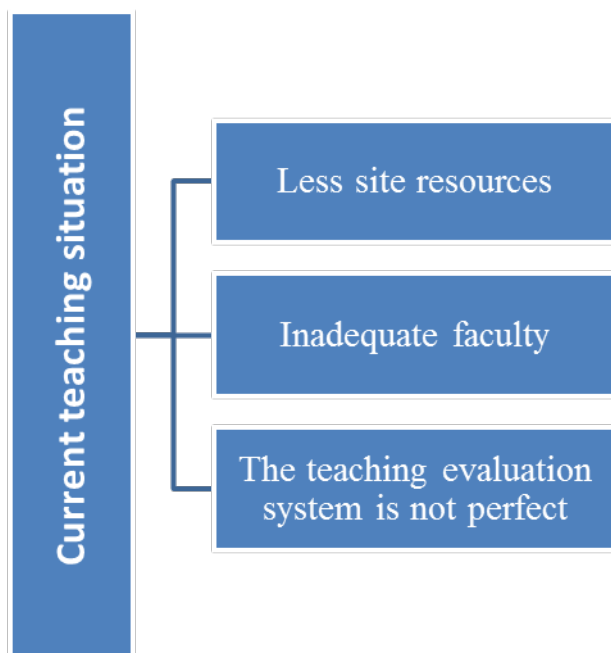 Current teaching situation
Less site resources
Inadequate faculty
The teaching evaluation
system is not perfect